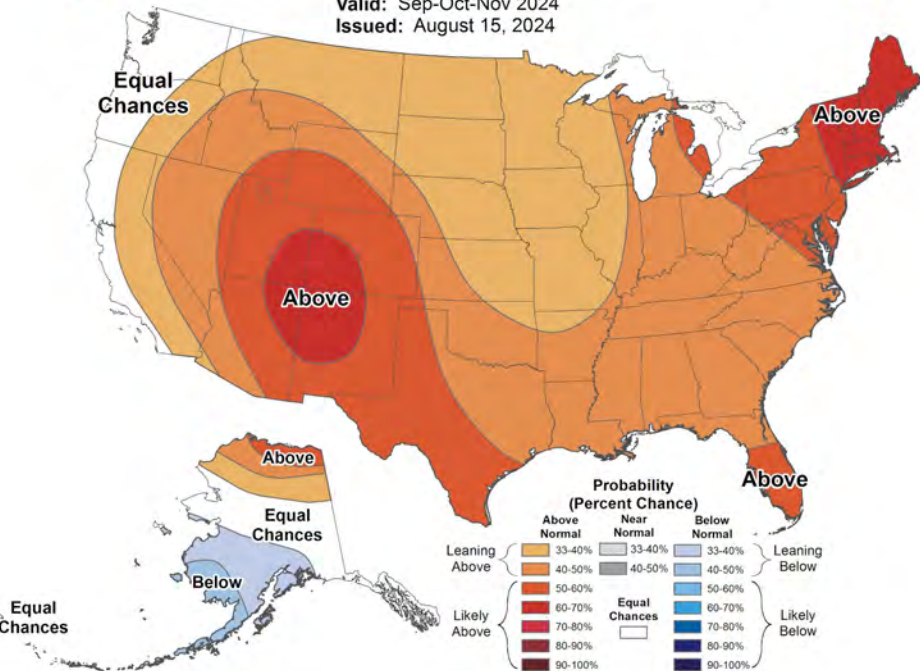 Valid: Sep-Oct-Nov 2024
Issued: August 15, 2024
Equal
Chances
Above
Above
Above
Above
Equal
Chances
Below
Equal
Chances
Probability
(Percent Chance)
Above
Normal
Near
Normal
Below
Normal
Leaning
Above
33-40%
33-40%
33-40%
Leaning
Below
40-50%
40-50%
40-50%
Likely
Above
50-60%
50-60%
Likely
Below
60-70%
Equal
Chances
60-70%
70-80%
70-80%
80-90%
80-90%
90-100%
90-100%